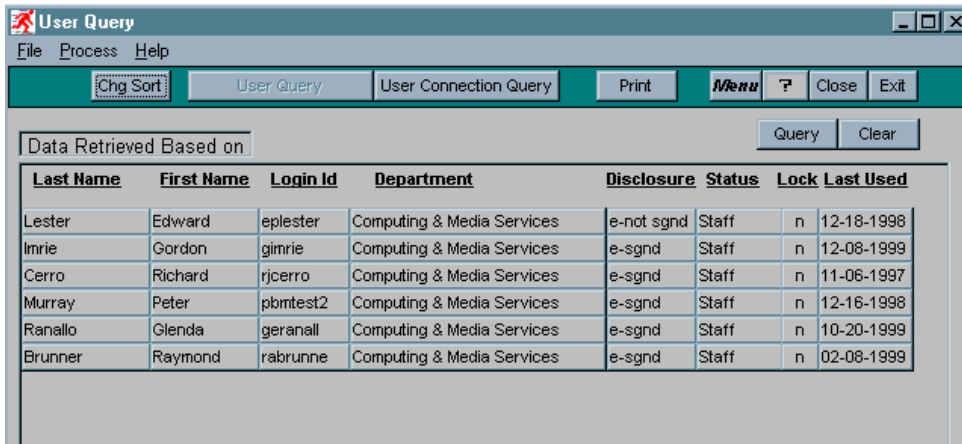 User Query
File Process Help
Chg Sort User Query User Connection Query Print Menu ? Close Exit
Query Clear
Data Retrieved Based on
Last Name First Name Login Id Department Disclosure Status Lock Last Used
Lester Edward eplester Computing & Media Services e-not sgnd Staff n 12-18-1998
Imrie Gordon gimrie Computing & Media Services e-sgnd Staff n 12-08-1999
Cerro Richard rjcerro Computing & Media Services e-sgnd Staff n 11-06-1997
Murray Peter pbmtest2 Computing & Media Services e-sgnd Staff n 12-16-1998
Ranallo Glenda geranall Computing & Media Services e-sgnd Staff n 10-20-1999
Brunner Raymond rabrunne Computing & Media Services e-sgnd Staff n 02-08-1999